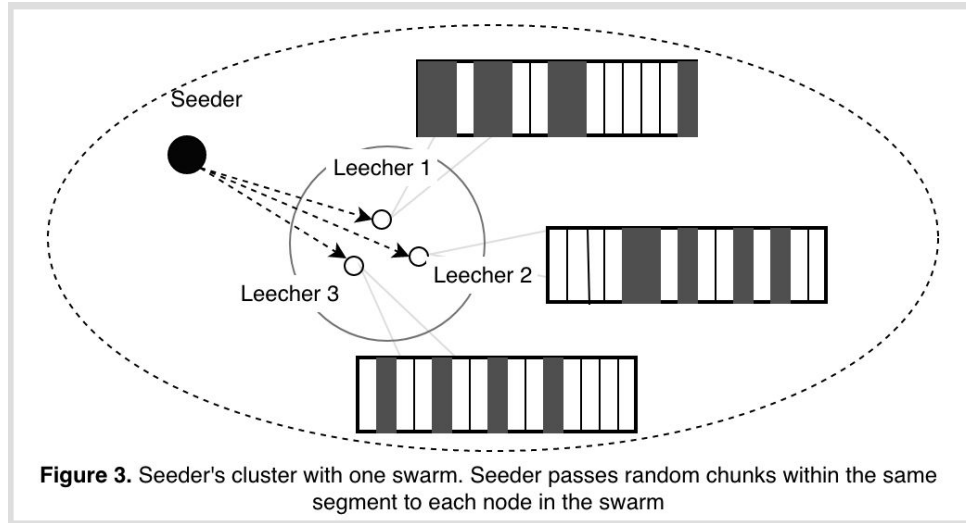 Seeder
Leecher 1
Leecher 2
Leecher 3
Figure 3. Seeder's cluster with one swarm. Seeder passes random chunks within the same
segment to each node in the swarm